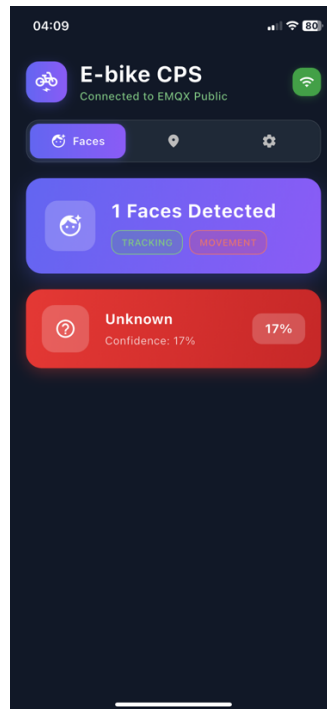 04:09
80
E-bike CPS
Connected to EMQX Public
Faces
1 Faces Detected
TRACKING MOVEMENT
Unknown
Confidence: 17%
17%